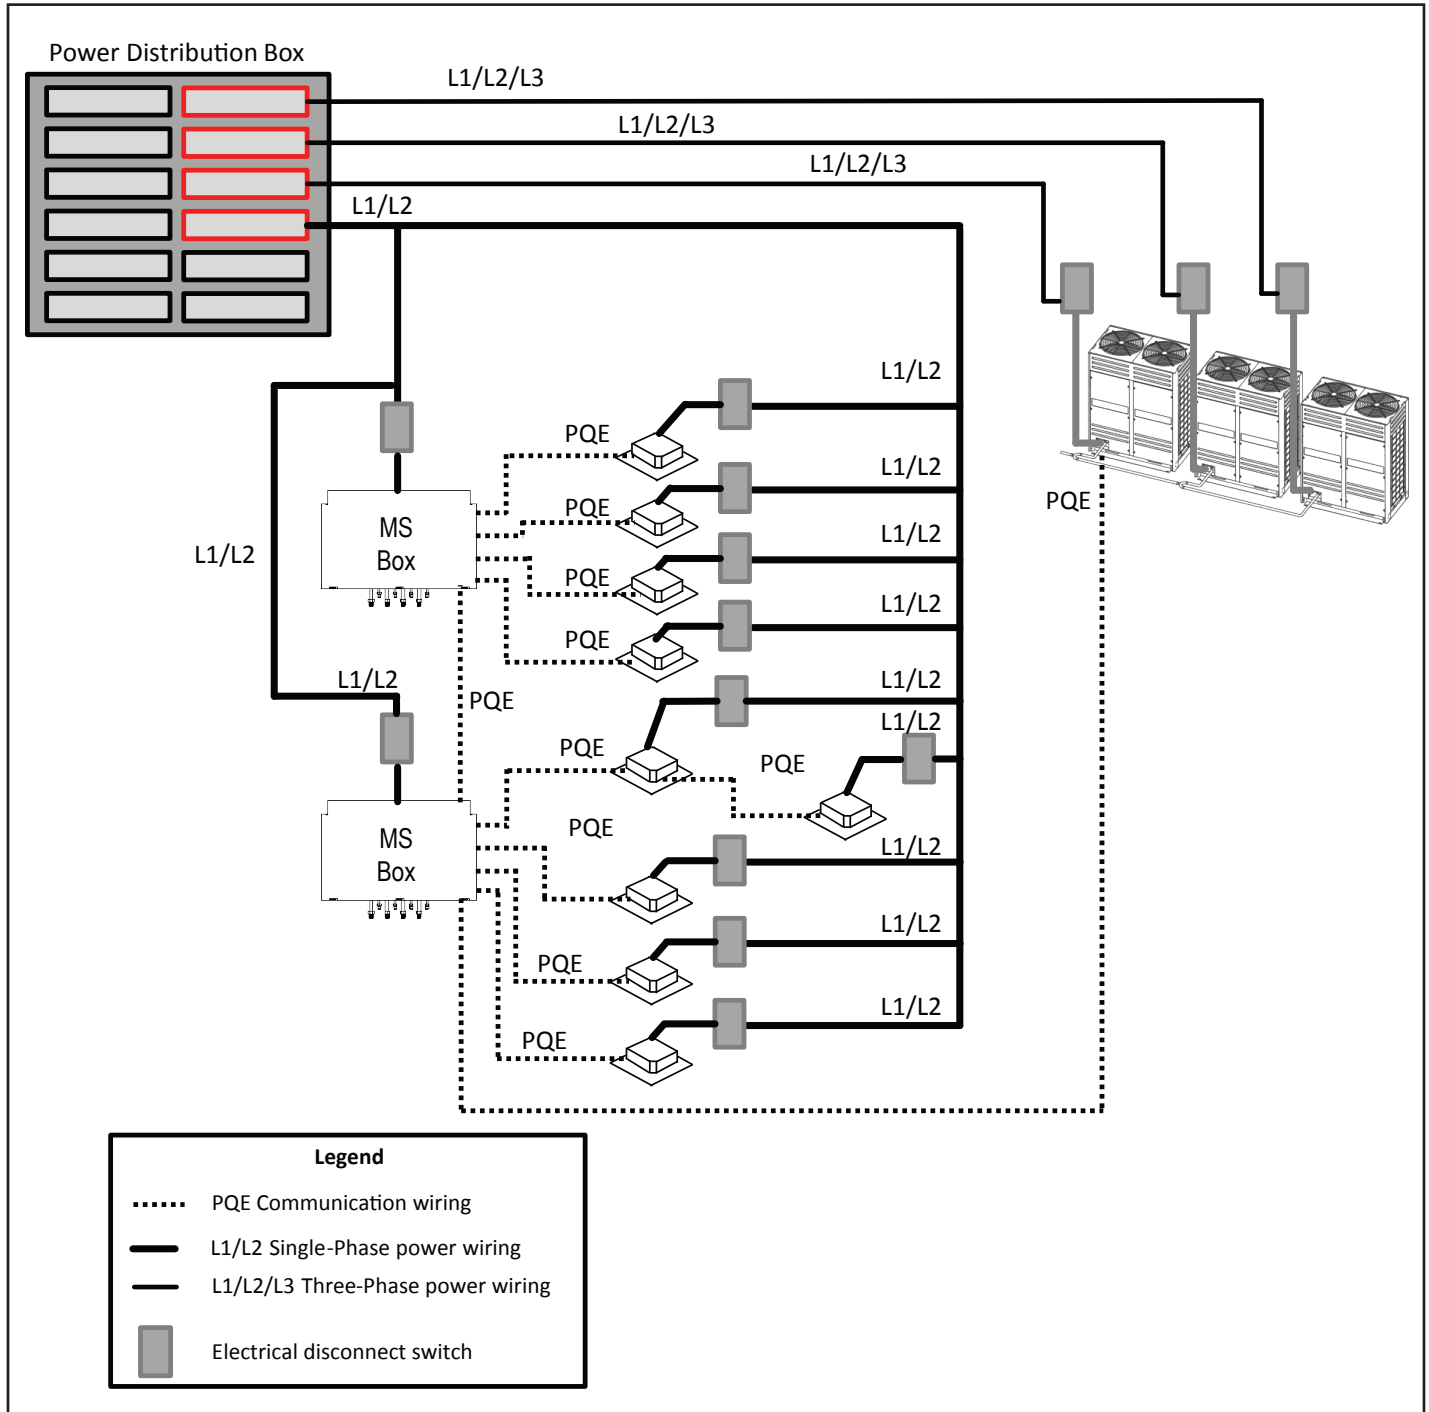 Power Distribution Box
L1/L2/L3
L1/L2/L3
L1/L2/L3
L1/L2
L1/L2
PQE
L1/L2
PQE
PQE
L1/L2
MS
Box
L1/L2
PQE
L1/L2
PQE
L1/L2
L1/L2
PQE
L1/L2
PQE
PQE
L1/L2
PQE
MS
Box
L1/L2
PQE
L1/L2
PQE
L1/L2
Legend
PQE Communication wiring
L1/L2 Single-Phase power wiring
L1/L2/L3 Three-Phase power wiring
Electrical disconnect switch